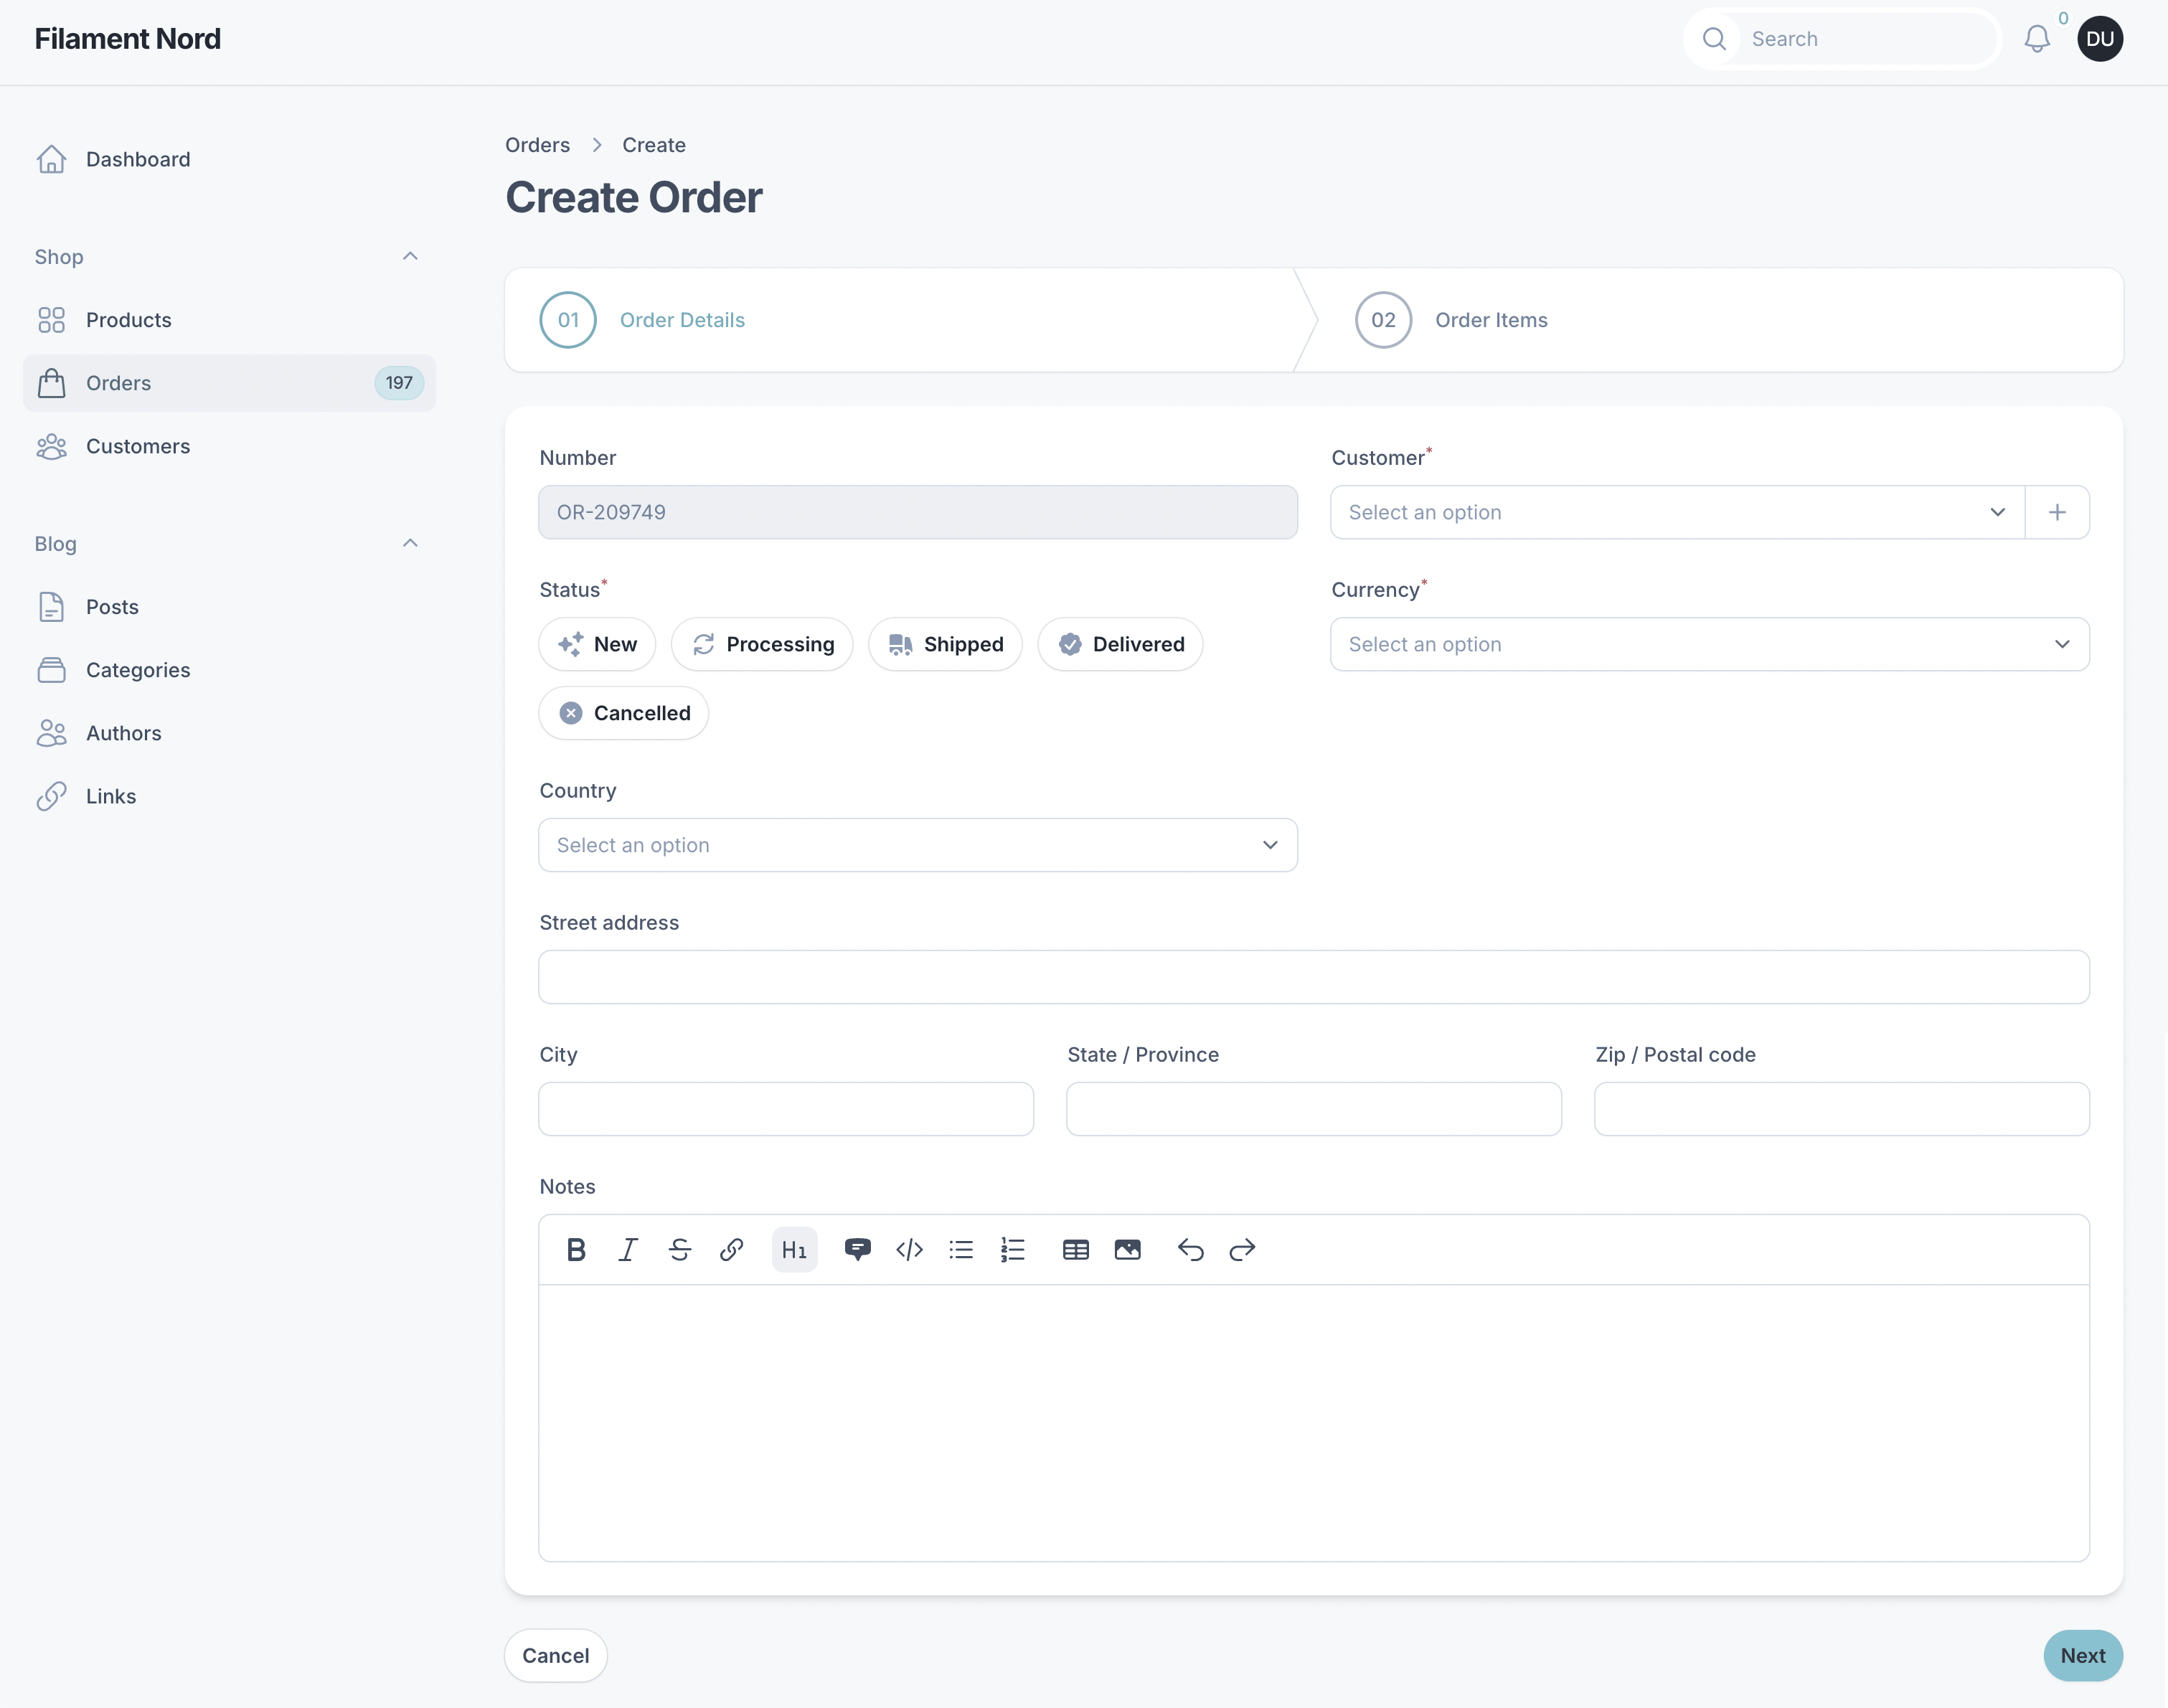 Filament Nord
Search
0
DU
Dashboard
Shop
Products
Orders
197
Customers
Blog
Posts
Categories
Authors
Links
Orders
Create
Create Order
01
Order Details
02
Order Items
Number
OR-209749
Customer*
Select an option
Status*
New
Processing
Shipped
Delivered
Cancelled
Currency*
Select an option
Country
Select an option
Street address
City
State / Province
Zip / Postal code
Notes
B I S H1
Cancel
Next